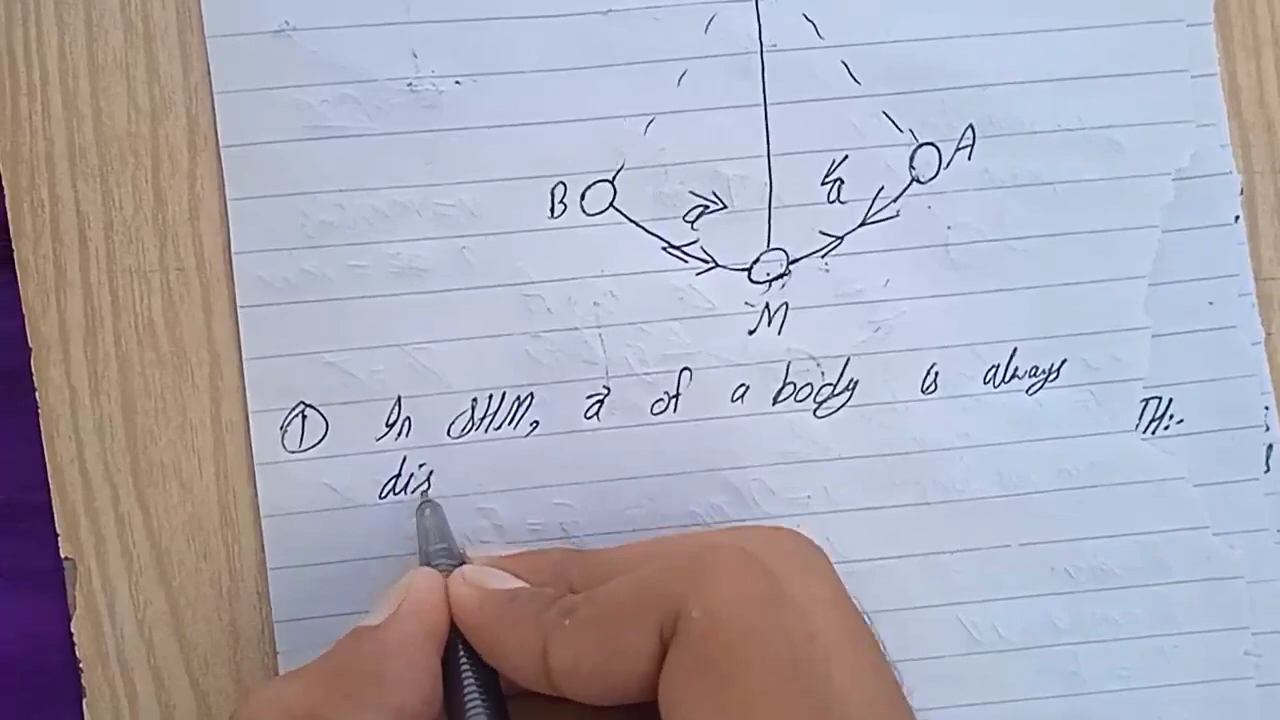 A
B
a
a
M
① In SHM, a of a body is always
TH:-
dis